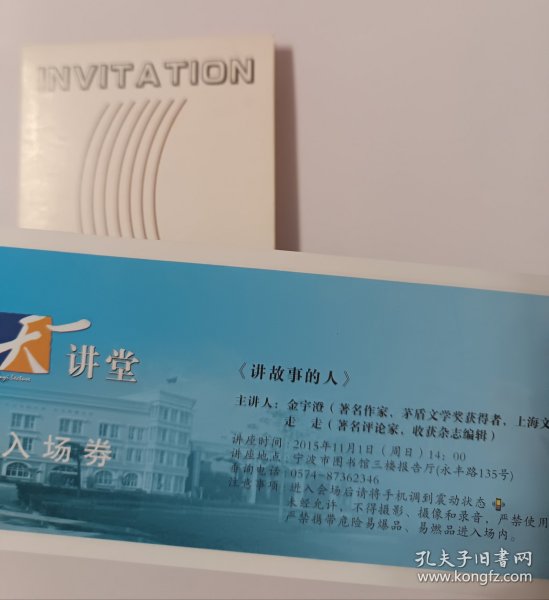 INVITATION
天一讲堂
入场券
《讲故事的人》
主讲人：金宇澄（著名作家、茅盾文学奖获得者、上海文
走 走（著名评论家、收获杂志编辑）
讲座时间：2015年11月1日（周日）14：00
讲座地点：宁波市图书馆三楼报告厅(永丰路135号)
咨询电话：0574-87362346
注意事项：进入会场后请将手机调到震动状态
未经允许，不得摄影、摄像和录音，严禁使用
严禁携带危险易爆品、易燃品进入场内。
孔夫子旧书网
www.kongfz.com